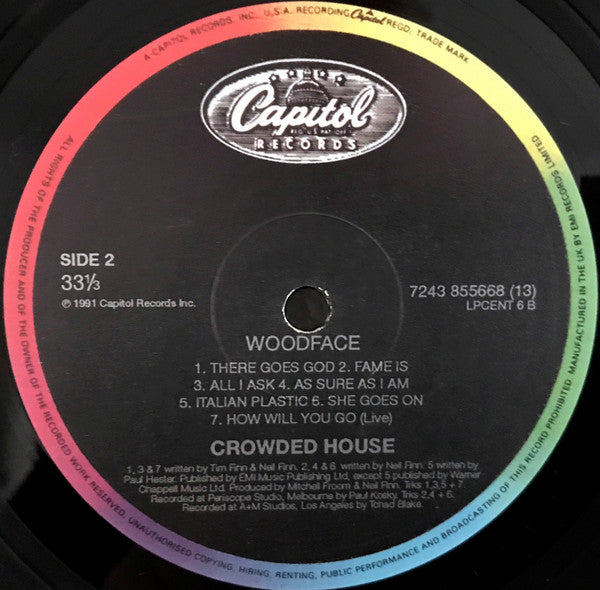 A CAPITOL RECORDS, INC., U.S.A. RECORDING Capitol REGD. TRADE MARK
Capitol
RECORDS
SIDE 2
33⅓
℗ 1991 Capitol Records Inc.
7243 855668 (13)
LPCENT 6 B
WOODFACE
1. THERE GOES GOD 2. FAME IS
3. ALL I ASK 4. AS SURE AS I AM
5. ITALIAN PLASTIC 6. SHE GOES ON
7. HOW WILL YOU GO (Live)
CROWDED HOUSE
1, 3 & 7 written by Tim Finn & Neil Finn. 2, 4 & 6 written by Neil Finn. 5 written by
Paul Hester. Published by EMI Music Publishing Ltd, except 5 published by Warner
Chappell Music Ltd. Produced by Mitchell Froom & Neil Finn. Trks 1,3,5 +7
Recorded at Periscope Studio, Melbourne by Paul Kosky. Trks 2,4 + 6.
Recorded at A+M Studios, Los Angeles by Tchad Blake.
ALL RIGHTS OF THE PRODUCER AND OF THE OWNER OF THE RECORDED WORK RESERVED. UNAUTHORISED COPYING, HIRING, RENTING, PUBLIC PERFORMANCE AND BROADCASTING OF THIS RECORD PROHIBITED. MANUFACTURED IN THE UK BY EMI RECORDS LIMITED